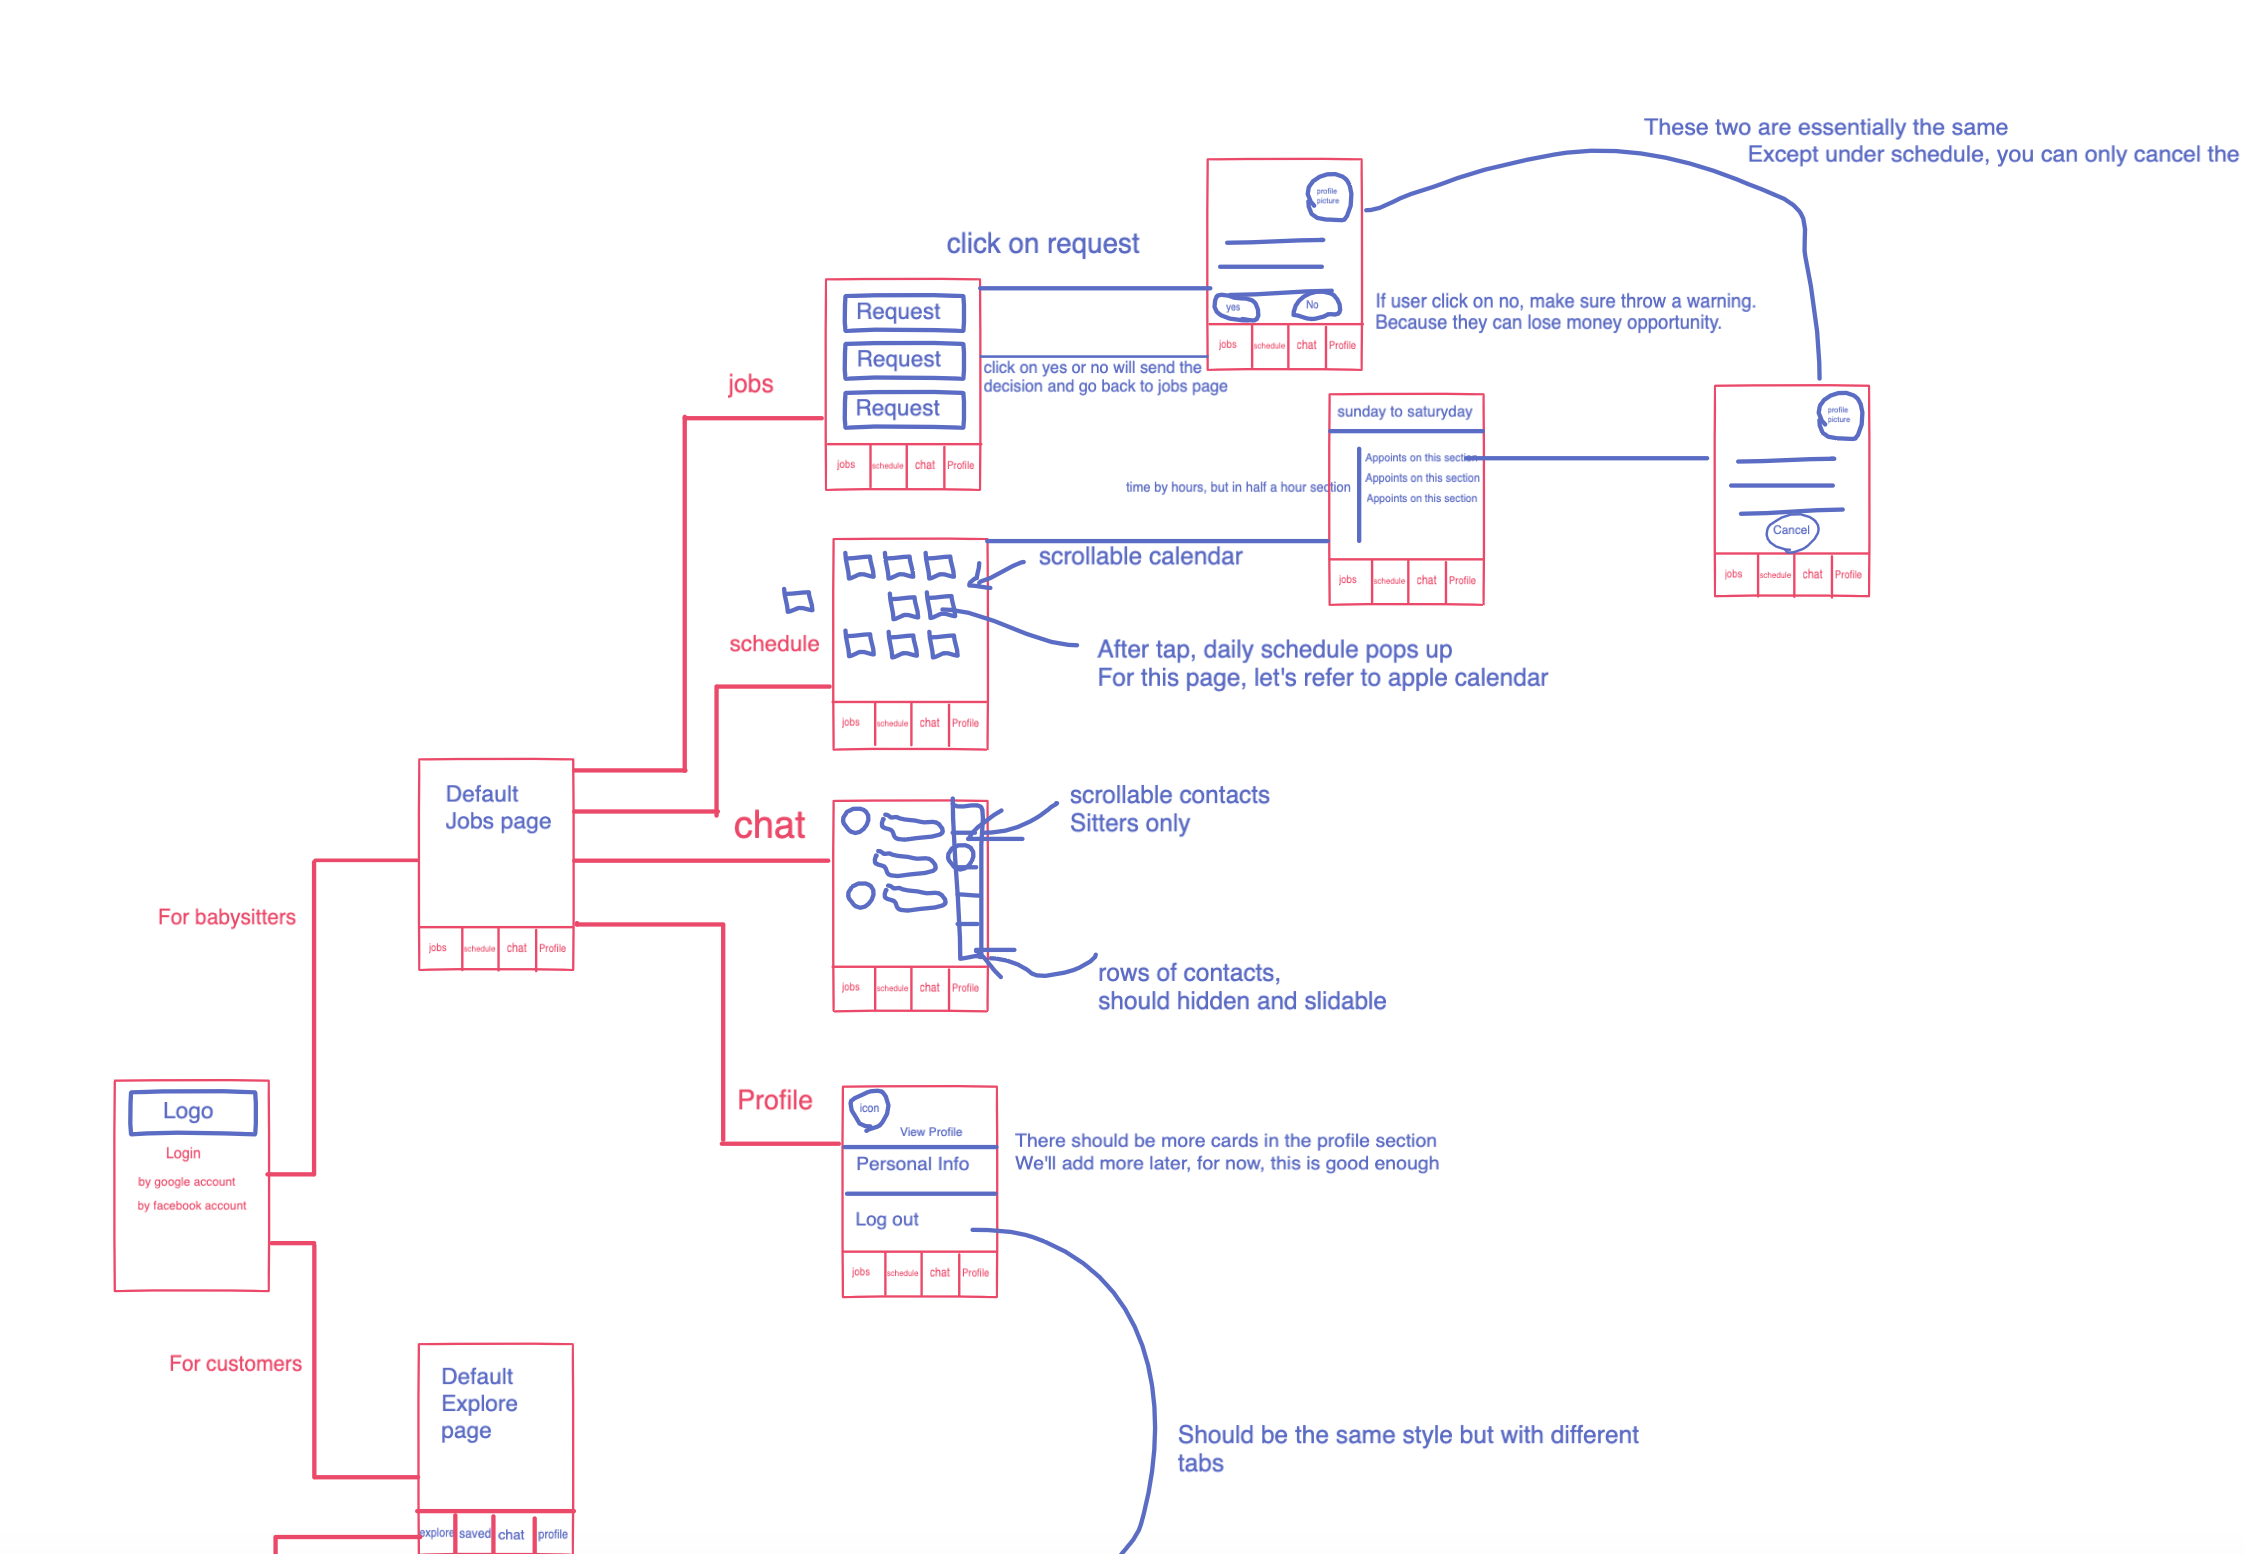 These two are essentially the same
Except under schedule, you can only cancel the
profile
picture
click on request
yes
No
If user click on no, make sure throw a warning.
Because they can lose money opportunity.
jobs
schedule
chat
Profile
Request
Request
Request
click on yes or no will send the
decision and go back to jobs page
jobs
jobs
schedule
chat
Profile
sunday to saturyday
Appoints on this section
Appoints on this section
Appoints on this section
time by hours, but in half a hour section
jobs
schedule
chat
Profile
profile
picture
Cancel
jobs
schedule
chat
Profile
scrollable calendar
schedule
After tap, daily schedule pops up
For this page, let's refer to apple calendar
jobs
schedule
chat
Profile
Default
Jobs page
jobs
schedule
chat
Profile
chat
scrollable contacts
Sitters only
rows of contacts,
should hidden and slidable
jobs
schedule
chat
Profile
For babysitters
Profile
icon
View Profile
Personal Info
Log out
jobs
schedule
chat
Profile
There should be more cards in the profile section
We'll add more later, for now, this is good enough
Logo
Login
by google account
by facebook account
For customers
Default
Explore
page
explore
saved
chat
profile
Should be the same style but with different
tabs